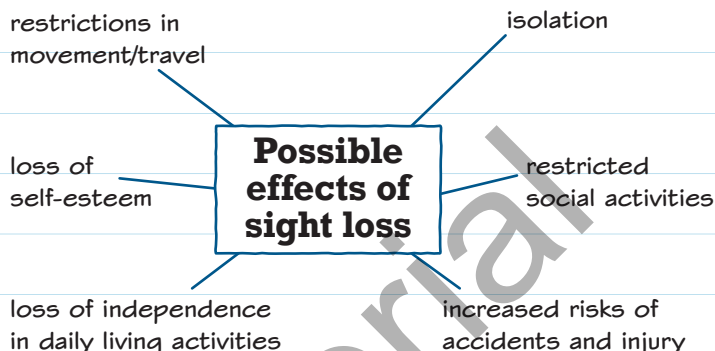 restrictions in
movement/travel
isolation
loss of
self-esteem
Possible
effects of
sight loss
restricted
social activities
loss of independence
in daily living activities
increased risks of
accidents and injury
erial